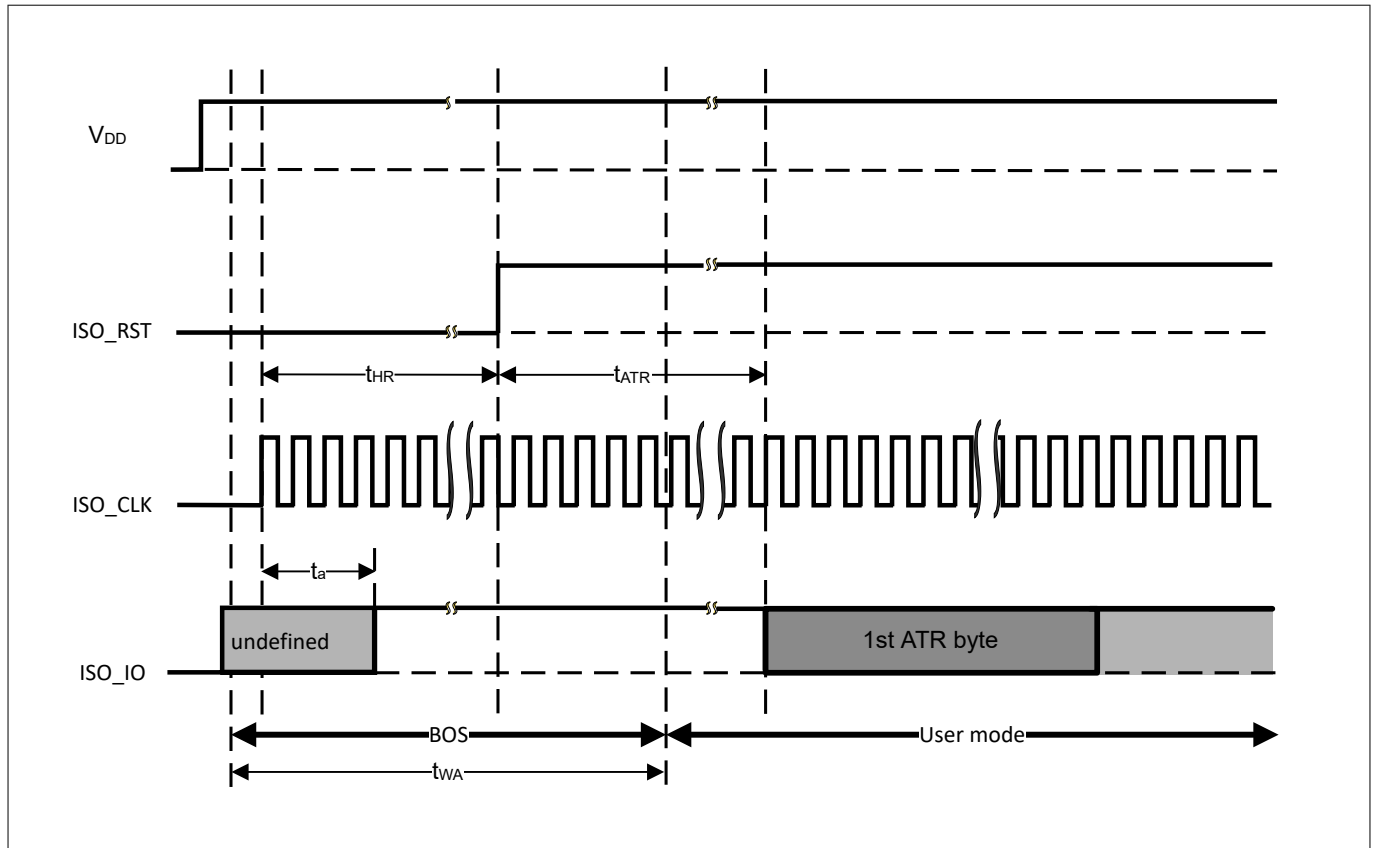 VDD
ISO_RST
tHR
tATR
ISO_CLK
ta
undefined
1st ATR byte
ISO_IO
BOS
User mode
tWA